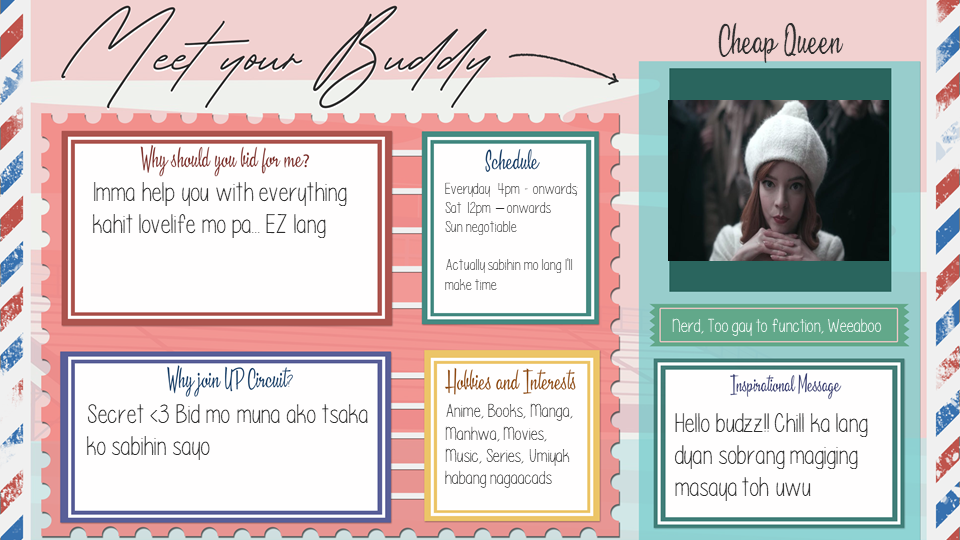 Meet your Buddy
Cheap Queen
Why should you bid for me?
Imma help you with everything
kahit lovelife mo pa... EZ lang
Schedule
Everyday 4pm - onwards,
Sat 12pm – onwards
Sun negotiable
Actually sabihin mo lang I'll
make time
Nerd, Too gay to function, Weeaboo
Why join UP Circuit?
Secret <3 Bid mo muna ako tsaka
ko sabihin sayo
Hobbies and Interests
Anime, Books, Manga,
Manhwa, Movies,
Music, Series, Umiyak
habang nagaacads
Inspirational Message
Hello budzz!! Chill ka lang
dyan sobrang magiging
masaya toh uwu